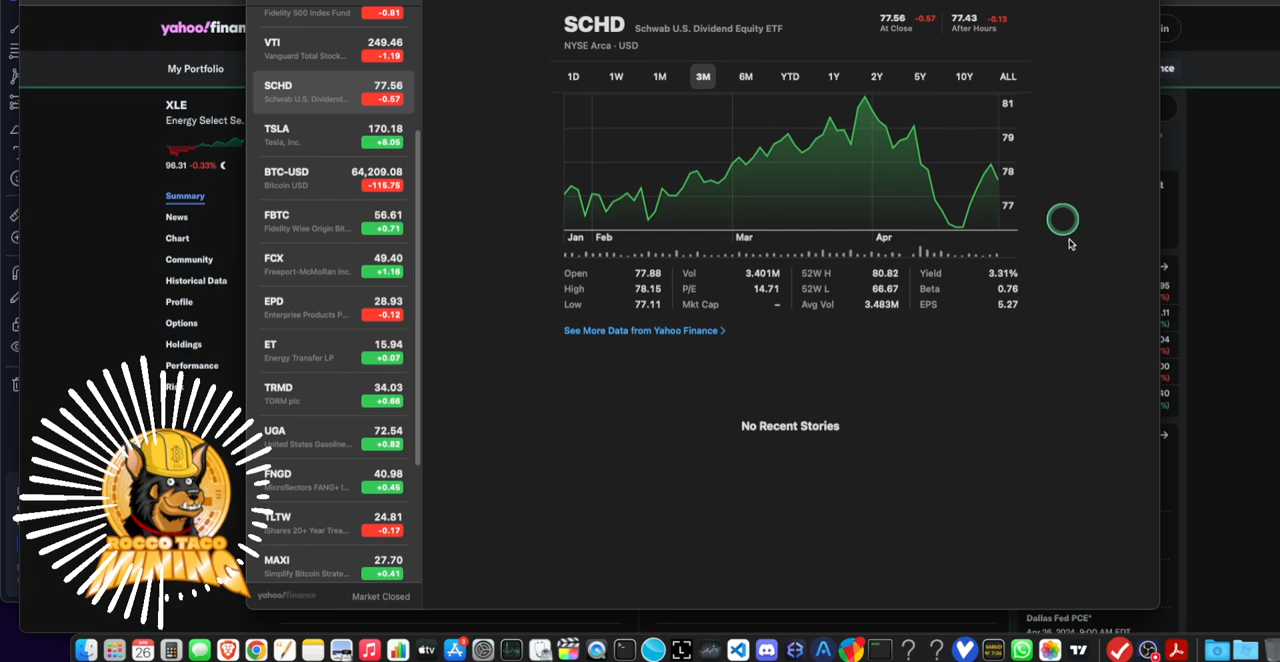 yahoo!finan
My Portfolio
XLE
Energy Select Se...
96.31 -0.33%
Summary
News
Chart
Community
Historical Data
Profile
Options
Holdings
Performance
Fidelity 500 Index Fund
-0.81
VTI 249.46
Vanguard Total Stock... -1.19
SCHD 77.56
Schwab U.S. Dividend... -0.57
TSLA 170.18
Tesla, Inc. +8.05
BTC-USD 64,209.08
Bitcoin USD -115.75
FBTC 56.61
Fidelity Wise Origin Bit... +0.71
FCX 49.40
Freeport-McMoRan Inc. +1.16
EPD 28.93
Enterprise Products P... -0.12
ET 15.94
Energy Transfer LP +0.07
TRMD 34.03
TORM plc +0.66
UGA 72.54
United States Gasoline... +0.82
FNGD 40.98
MicroSectors FANG+ I... +0.45
TLTW 24.81
iShares 20+ Year Trea... -0.17
MAXI 27.70
Simplify Bitcoin Strate... +0.41
yahoo!finance Market Closed
SCHD Schwab U.S. Dividend Equity ETF
NYSE Arca · USD
77.56 -0.57 77.43 -0.13
At Close After Hours
1D 1W 1M 3M 6M YTD 1Y 2Y 5Y 10Y ALL
81
79
78
77
Jan Feb Mar Apr
Open 77.88 Vol 3.401M 52W H 80.82 Yield 3.31%
High 78.15 P/E 14.71 52W L 66.67 Beta 0.76
Low 77.11 Mkt Cap – Avg Vol 3.483M EPS 5.27
See More Data from Yahoo Finance >
No Recent Stories
ROCCO TACO
MINING
Dallas Fed PCE*
Apr 26, 2024, 9:00 AM EDT